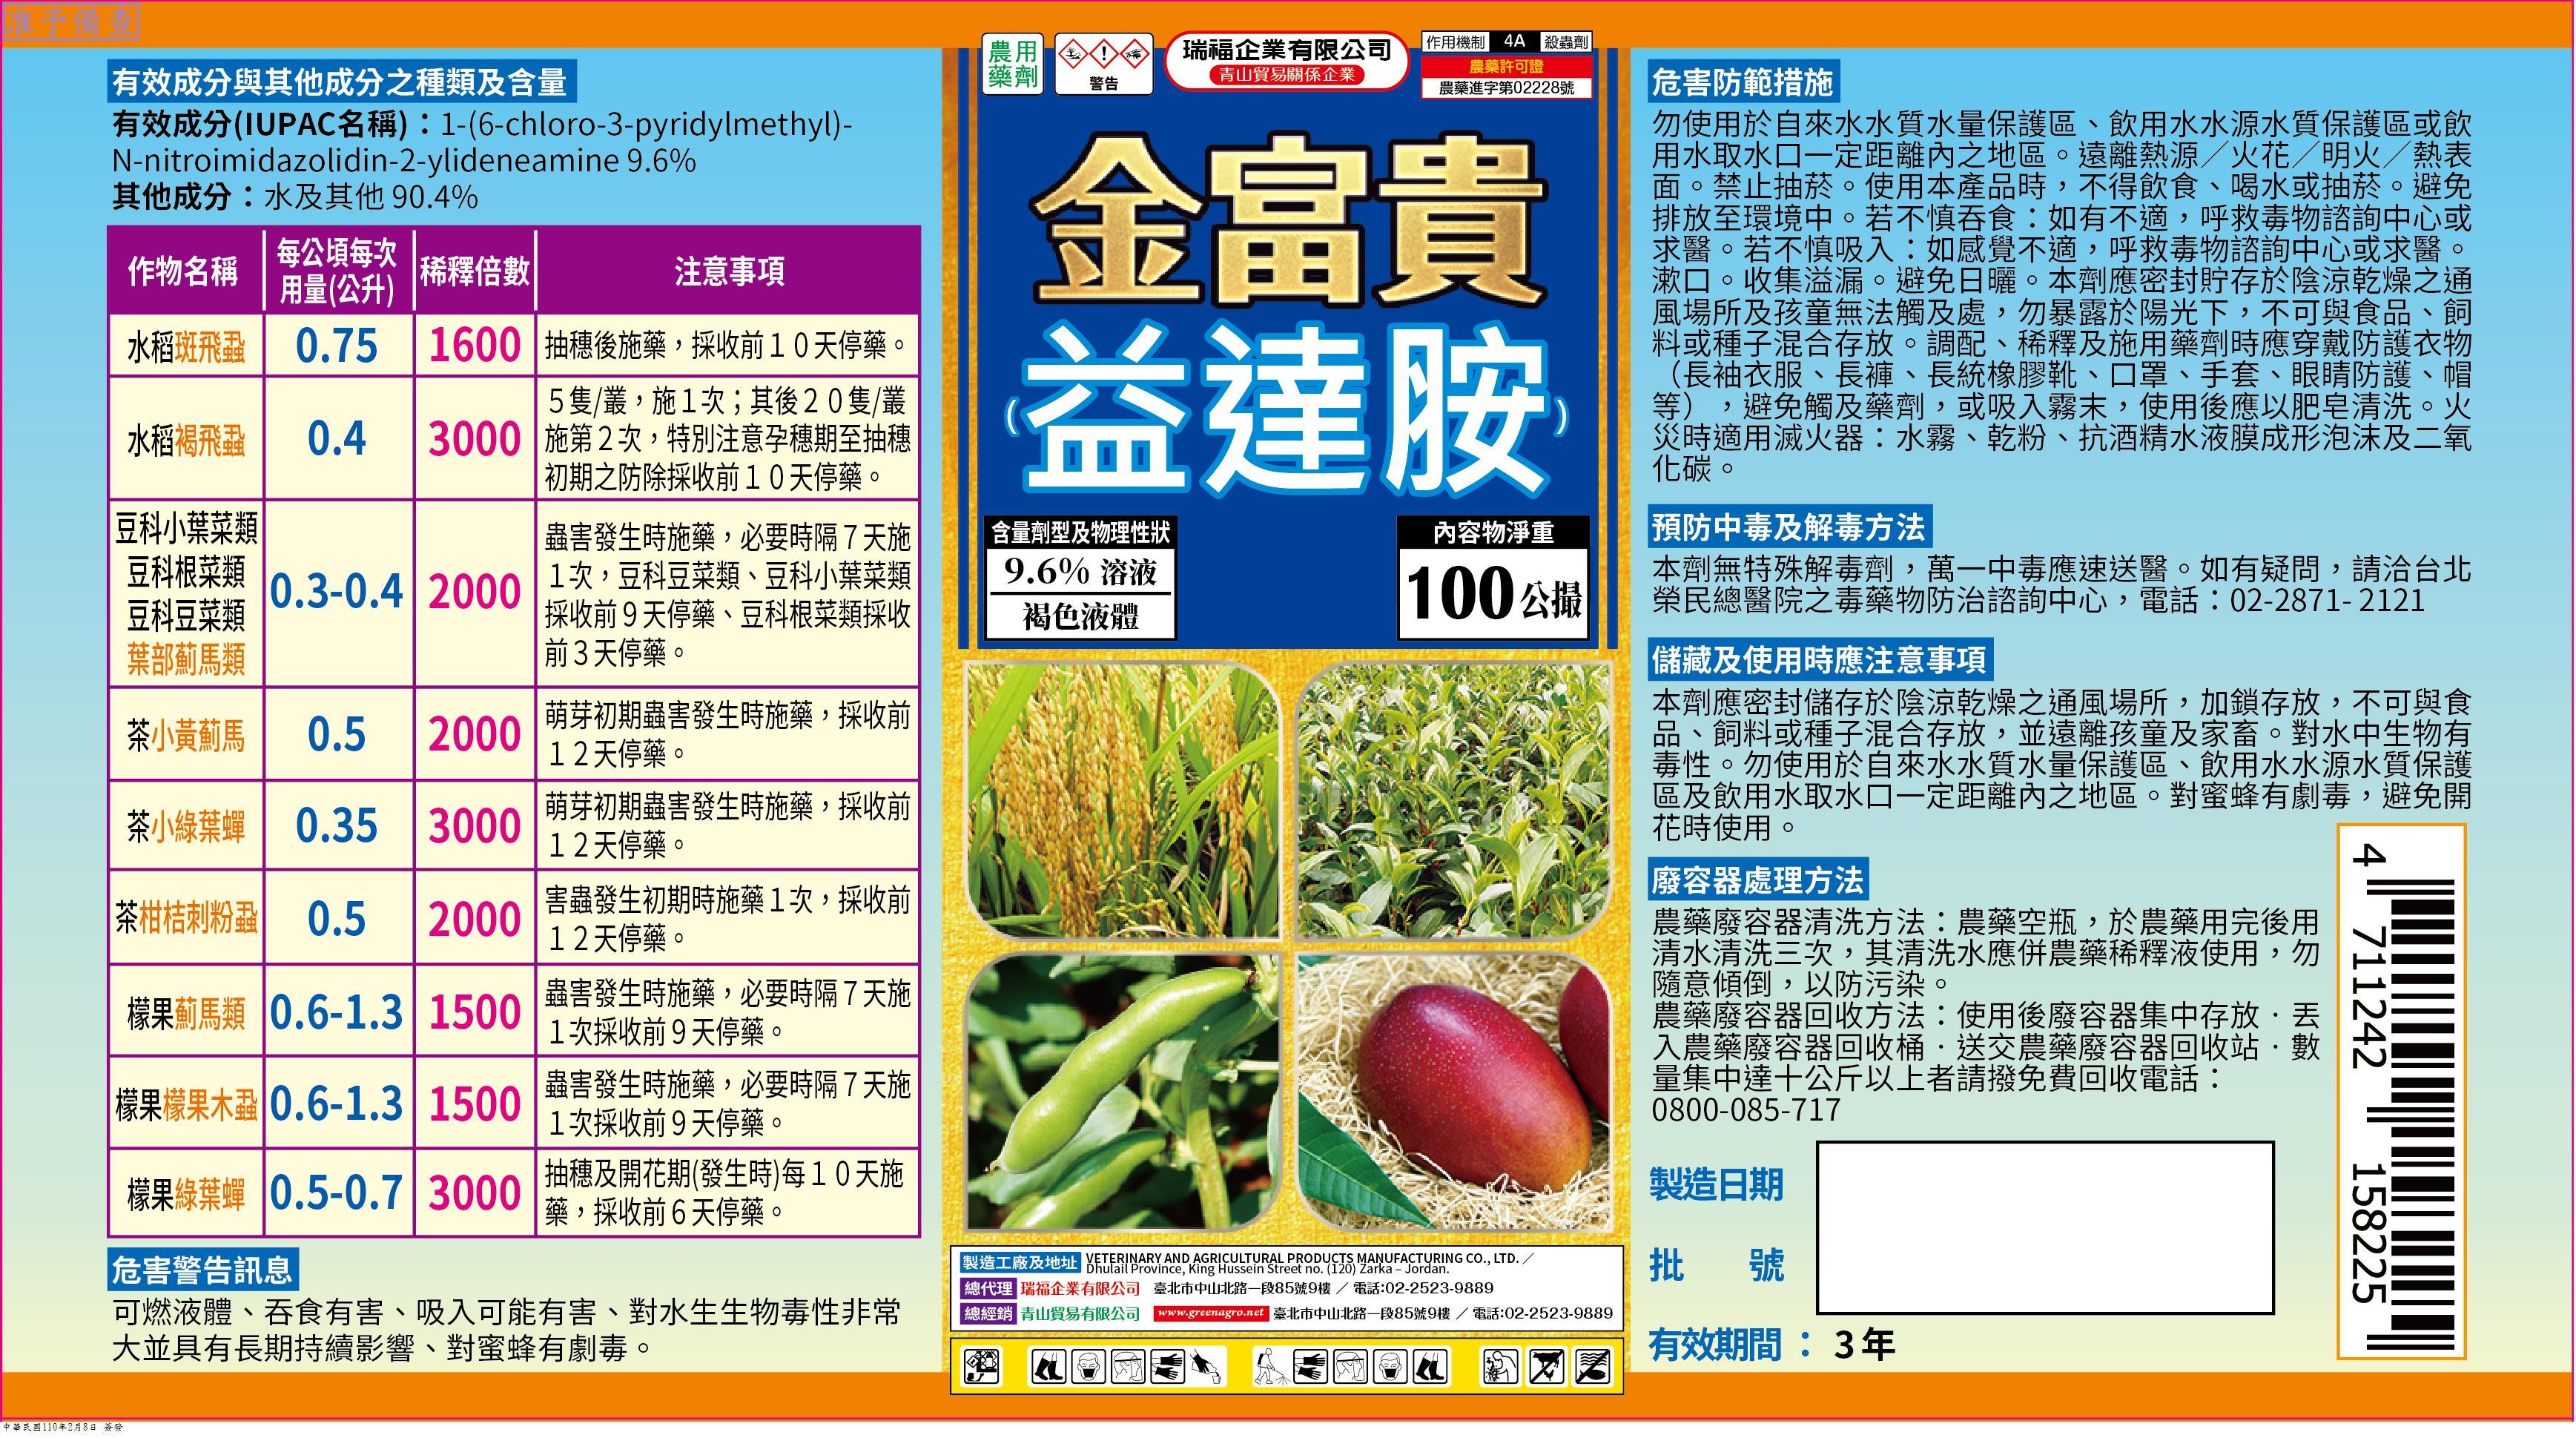 准予備查
有效成分與其他成分之種類及含量
有效成分(IUPAC名稱)：1-(6-chloro-3-pyridylmethyl)-
N-nitroimidazolidin-2-ylideneamine 9.6%
其他成分：水及其他 90.4%
作物名稱 每公頃每次用量(公升) 稀釋倍數 注意事項
水稻斑飛蝨 0.75 1600 抽穗後施藥，採收前１０天停藥。
水稻褐飛蝨 0.4 3000
５隻/叢，施１次；其後２０隻/叢
施第２次，特別注意孕穗期至抽穗
初期之防除採收前１０天停藥。
豆科小葉菜類
豆科根菜類
豆科豆菜類
葉部薊馬類
0.3-0.4 2000
蟲害發生時施藥，必要時隔７天施
１次，豆科豆菜類、豆科小葉菜類
採收前９天停藥、豆科根菜類採收
前３天停藥。
茶小黃薊馬 0.5 2000
萌芽初期蟲害發生時施藥，採收前
１２天停藥。
茶小綠葉蟬 0.35 3000
萌芽初期蟲害發生時施藥，採收前
１２天停藥。
茶柑桔刺粉蝨 0.5 2000
害蟲發生初期時施藥１次，採收前
１２天停藥。
檬果薊馬類 0.6-1.3 1500
蟲害發生時施藥，必要時隔７天施
１次採收前９天停藥。
檬果檬果木蝨 0.6-1.3 1500
蟲害發生時施藥，必要時隔７天施
１次採收前９天停藥。
檬果綠葉蟬 0.5-0.7 3000
抽穗及開花期(發生時)每１０天施
藥，採收前６天停藥。
危害警告訊息
可燃液體、吞食有害、吸入可能有害、對水生生物毒性非常
大並具有長期持續影響、對蜜蜂有劇毒。
農用
藥劑
警告
瑞福企業有限公司
青山貿易關係企業
作用機制 4A 殺蟲劑
農藥許可證
農藥進字第02228號
金富貴
(益達胺)
含量劑型及物理性狀
9.6% 溶液
褐色液體
內容物淨重
100公撮
製造工廠及地址 VETERINARY AND AGRICULTURAL PRODUCTS MANUFACTURING CO., LTD. ／
Dhulail Province, King Hussein Street no. (120) Zarka – Jordan.
總代理 瑞福企業有限公司 臺北市中山北路一段85號9樓 ／ 電話:02-2523-9889
總經銷 青山貿易有限公司 www.greenagro.net 臺北市中山北路一段85號9樓 ／ 電話:02-2523-9889
危害防範措施
勿使用於自來水水質水量保護區、飲用水水源水質保護區或飲
用水取水口一定距離內之地區。遠離熱源／火花／明火／熱表
面。禁止抽菸。使用本產品時，不得飲食、喝水或抽菸。避免
排放至環境中。若不慎吞食：如有不適，呼救毒物諮詢中心或
求醫。若不慎吸入：如感覺不適，呼救毒物諮詢中心或求醫。
漱口。收集溢漏。避免日曬。本劑應密封貯存於陰涼乾燥之通
風場所及孩童無法觸及處，勿暴露於陽光下，不可與食品、飼
料或種子混合存放。調配、稀釋及施用藥劑時應穿戴防護衣物
（長袖衣服、長褲、長統橡膠靴、口罩、手套、眼睛防護、帽
等），避免觸及藥劑，或吸入霧末，使用後應以肥皂清洗。火
災時適用滅火器：水霧、乾粉、抗酒精水液膜成形泡沫及二氧
化碳。
預防中毒及解毒方法
本劑無特殊解毒劑，萬一中毒應速送醫。如有疑問，請洽台北
榮民總醫院之毒藥物防治諮詢中心，電話：02-2871- 2121
儲藏及使用時應注意事項
本劑應密封儲存於陰涼乾燥之通風場所，加鎖存放，不可與食
品、飼料或種子混合存放，並遠離孩童及家畜。對水中生物有
毒性。勿使用於自來水水質水量保護區、飲用水水源水質保護
區及飲用水取水口一定距離內之地區。對蜜蜂有劇毒，避免開
花時使用。
廢容器處理方法
農藥廢容器清洗方法：農藥空瓶，於農藥用完後用
清水清洗三次，其清洗水應併農藥稀釋液使用，勿
隨意傾倒，以防污染。
農藥廢容器回收方法：使用後廢容器集中存放．丟
入農藥廢容器回收桶．送交農藥廢容器回收站．數
量集中達十公斤以上者請撥免費回收電話：
0800-085-717
製造日期
批　號
有效期間： 3年
4 711242 158225
中華民國110年2月8日 簽發